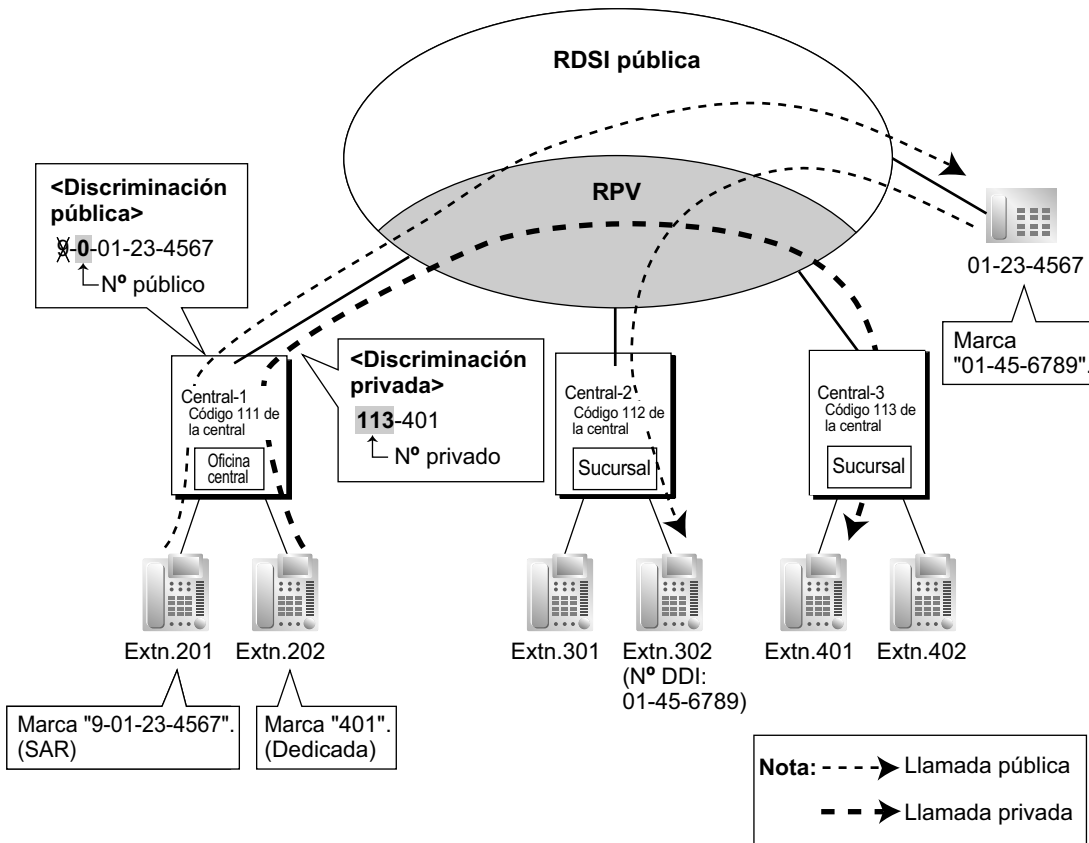 RDSI pública
RPV
<Discriminación
pública>
9-0-01-23-4567
Nº público
01-23-4567
Marca
"01-45-6789".
<Discriminación
privada>
113-401
Nº privado
Central-1
Código 111 de
la central
Oficina
central
Central-2
Código 112 de
la central
Sucursal
Central-3
Código 113 de
la central
Sucursal
Extn.201
Extn.202
Extn.301
Extn.302
(Nº DDI:
01-45-6789)
Extn.401
Extn.402
Marca "9-01-23-4567".
(SAR)
Marca "401".
(Dedicada)
Nota:
Llamada pública
Llamada privada